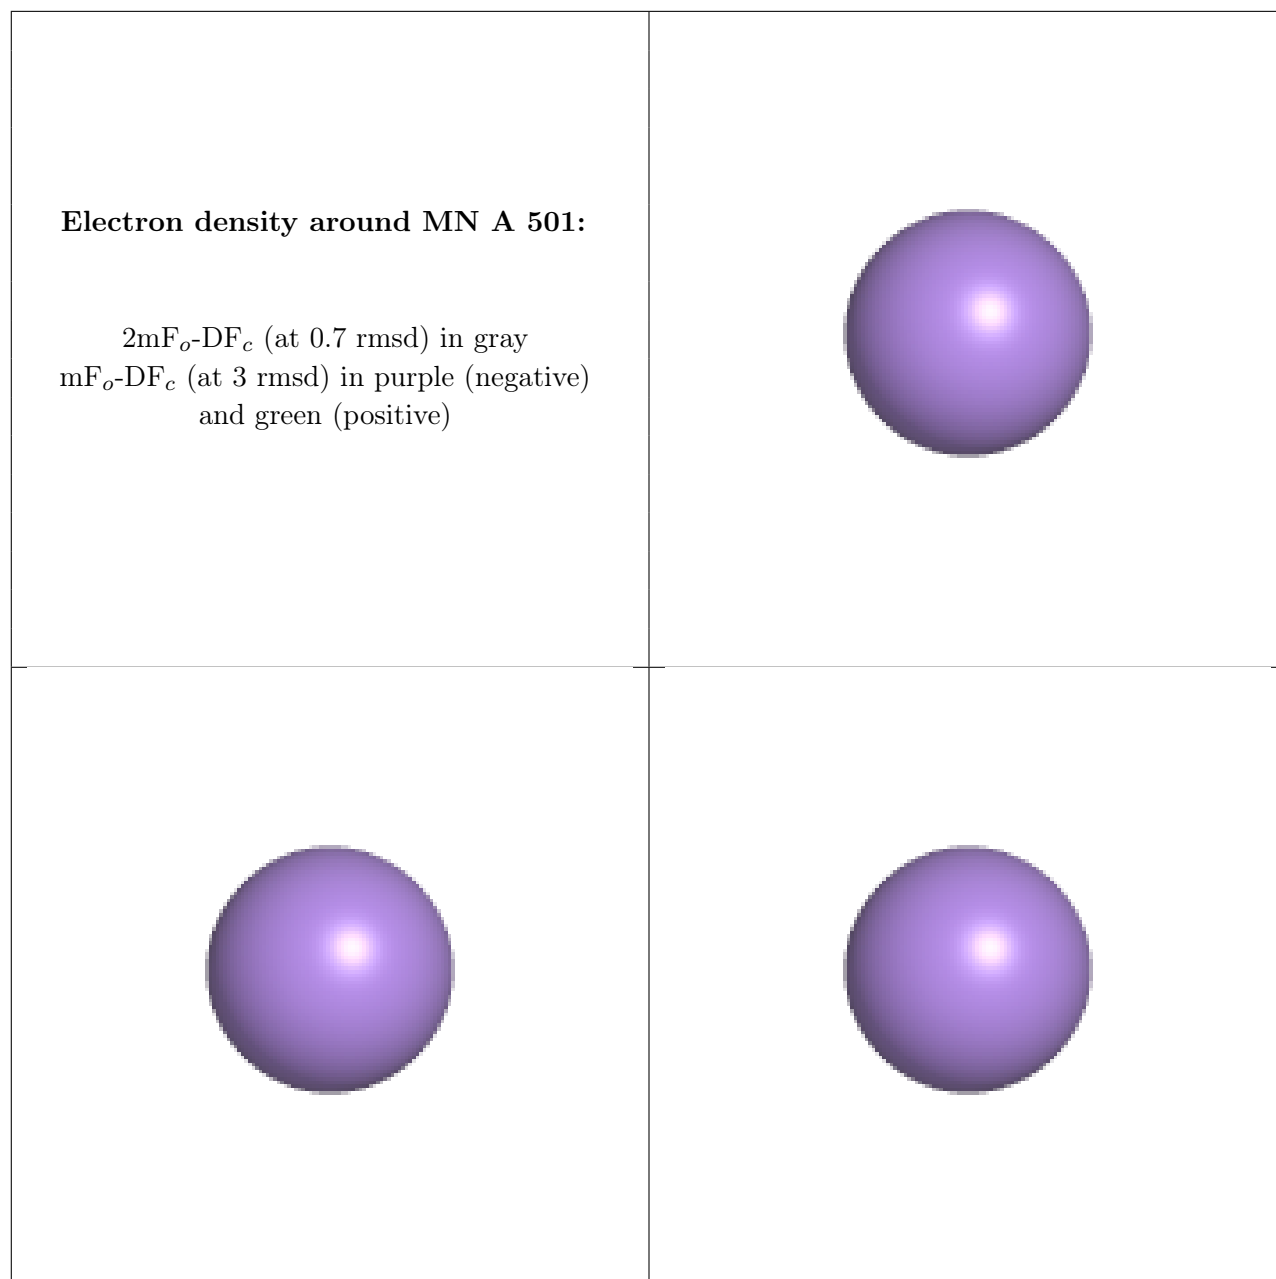 Electron density around MN A 501:
2mFo-DFc (at 0.7 rmsd) in gray
mFo-DFc (at 3 rmsd) in purple (negative)
and green (positive)